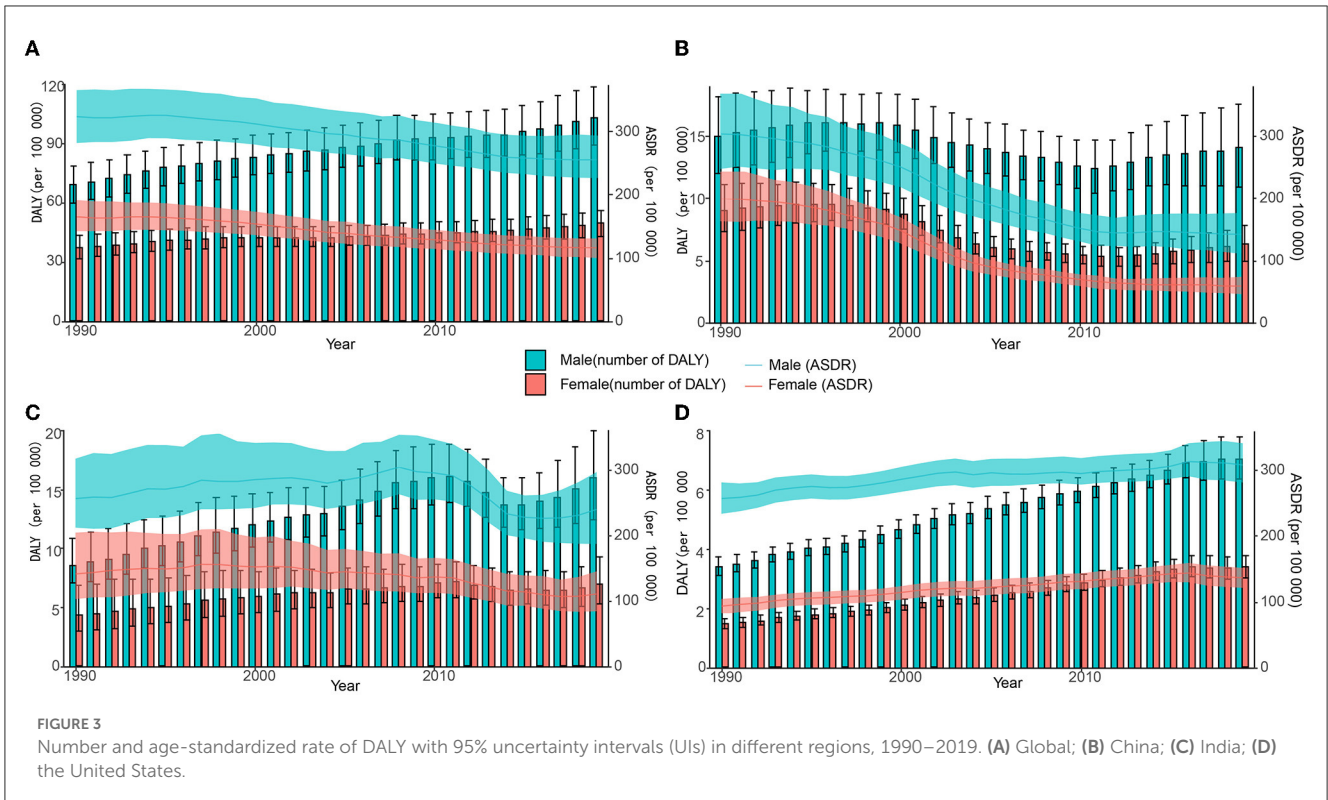 A
B
DALY (per 100 000)
120
90
60
30
0
1990
2000
2010
Year
ASDR (per 100 000)
300
200
100
0
DALY (per 100 000)
15
10
5
0
1990
2000
2010
Year
ASDR (per 100 000)
300
200
100
0
Male(number of DALY)
Female(number of DALY)
Male (ASDR)
Female (ASDR)
C
D
DALY (per 100 000)
20
15
10
5
0
1990
2000
2010
Year
ASDR (per 100 000)
300
200
100
0
DALY (per 100 000
8
6
4
2
0
1990
2000
2010
Year
ASDR (per 100 000)
300
200
100
0
FIGURE 3
Number and age-standardized rate of DALY with 95% uncertainty intervals (UIs) in different regions, 1990–2019. (A) Global; (B) China; (C) India; (D)
the United States.